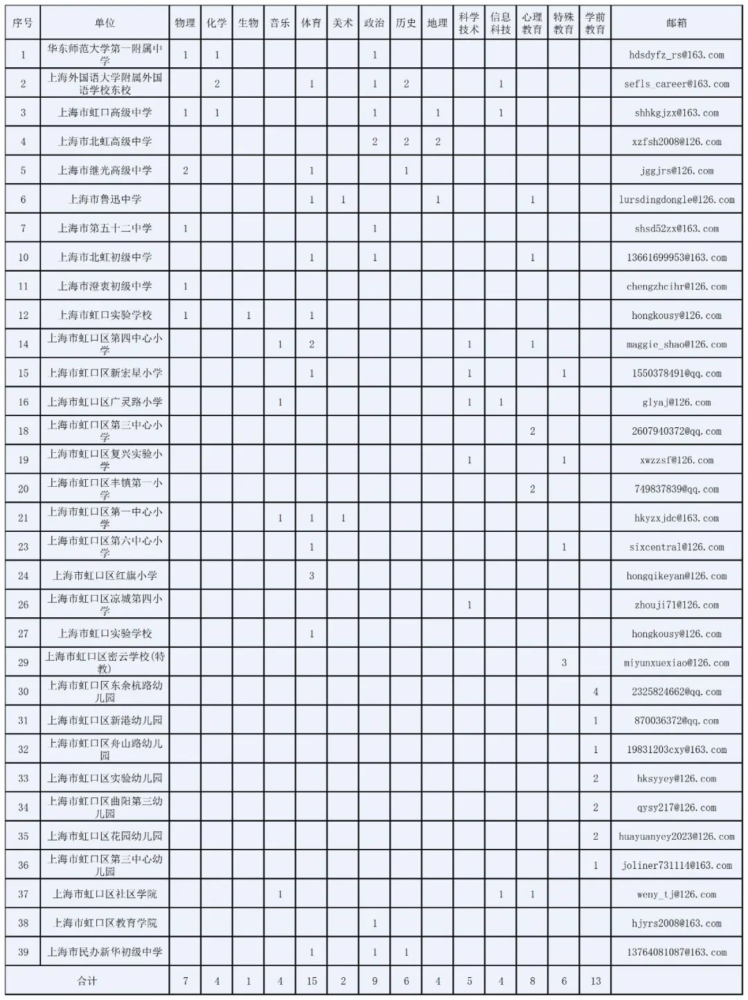 序号 单位 物理 化学 生物 音乐 体育 美术 政治 历史 地理 科学技术 信息科技 心理教育 特殊教育 学前教育 邮箱
1 华东师范大学第一附属中学 1 1 1 hdsdyfz_rs@163.com
2 上海外国语大学附属外国语学校东校 2 1 1 2 1 sefls_career@163.com
3 上海市虹口高级中学 1 1 1 1 1 shhkgjzx@163.com
4 上海市北虹高级中学 2 2 2 xzfsh2008@126.com
5 上海市继光高级中学 2 1 1 jggjrs@126.com
6 上海市鲁迅中学 1 1 1 1 lursdingdongle@126.com
7 上海市第五十二中学 1 1 shsd52zx@163.com
10 上海市北虹初级中学 1 1 1 13661699953@163.com
11 上海市澄衷初级中学 1 chengzhcihr@126.com
12 上海市虹口实验学校 1 1 1 hongkousy@126.com
14 上海市虹口区第四中心小学 1 2 1 1 maggie_shao@126.com
15 上海市虹口区新宏星小学 1 1 1 1550378491@qq.com
16 上海市虹口区广灵路小学 1 1 1 glyaj@126.com
18 上海市虹口区第三中心小学 2 2607940372@qq.com
19 上海市虹口区复兴实验小学 1 1 xwzzsf@126.com
20 上海市虹口区丰镇第一小学 2 749837839@qq.com
21 上海市虹口区第一中心小学 1 1 1 hkyzxjdc@163.com
23 上海市虹口区第六中心小学 1 1 sixcentral@126.com
24 上海市虹口区红旗小学 3 hongqikeyan@126.com
26 上海市虹口区凉城第四小学 1 zhouji71@126.com
27 上海市虹口实验学校 1 hongkousy@126.com
29 上海市虹口区密云学校(特教) 3 miyunxuexiao@126.com
30 上海市虹口区东余杭路幼儿园 4 2325824662@qq.com
31 上海市虹口区新港幼儿园 1 870036372@qq.com
32 上海市虹口区舟山路幼儿园 1 19831203cxy@163.com
33 上海市虹口区实验幼儿园 2 hksyyey@126.com
34 上海市虹口区曲阳第三幼儿园 2 qysy217@126.com
35 上海市虹口区花园幼儿园 2 huayuanyey2023@126.com
36 上海市虹口区第三中心幼儿园 1 joliner731114@163.com
37 上海市虹口区社区学院 1 1 1 weny_tj@126.com
38 上海市虹口区教育学院 1 hjyrs2008@163.com
39 上海市民办新华初级中学 1 1 1 13764081087@163.com
合计 7 4 1 4 15 2 9 6 4 5 4 8 6 13